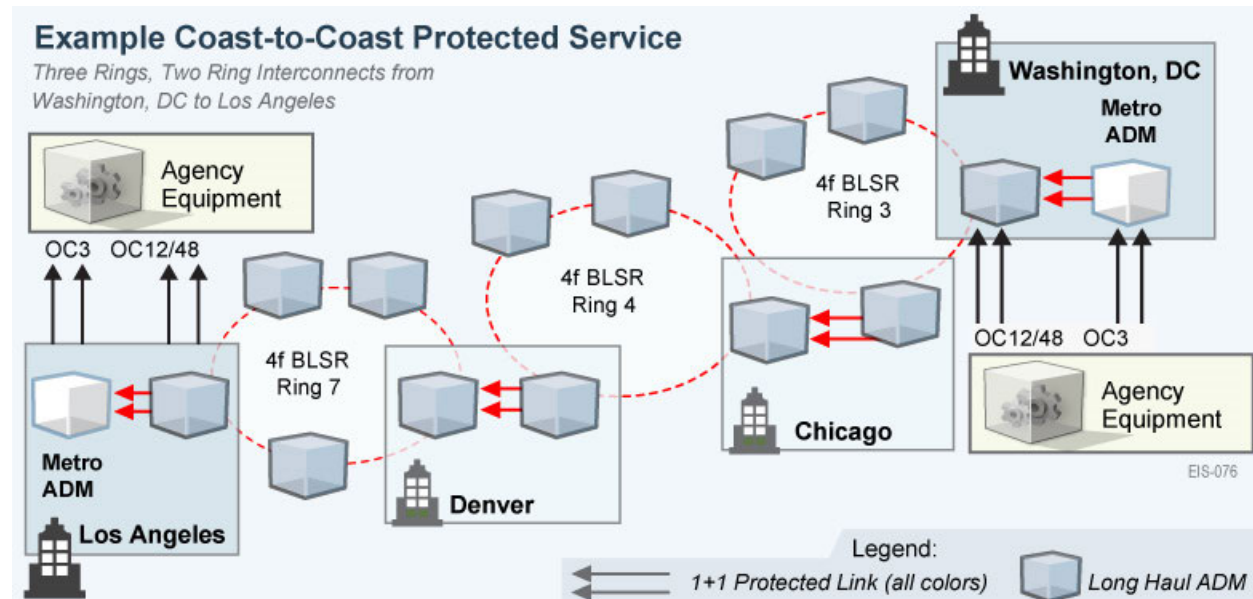 Example Coast-to-Coast Protected Service
Three Rings, Two Ring Interconnects from
Washington, DC to Los Angeles
Washington, DC
Metro
ADM
Agency
Equipment
OC3 OC12/48
4f BLSR
Ring 3
4f BLSR
Ring 4
4f BLSR
Ring 7
OC12/48 OC3
Agency
Equipment
EIS-076
Chicago
Metro
ADM
Denver
Los Angeles
Legend:
1+1 Protected Link (all colors)
Long Haul ADM